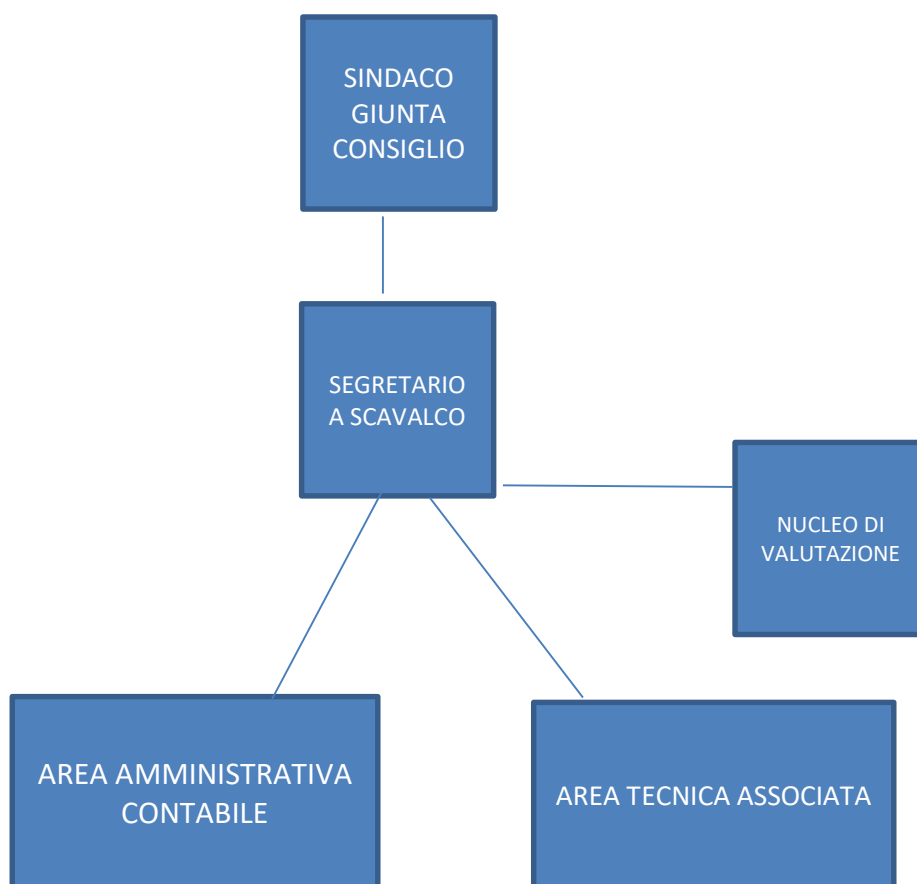 SINDACO
GIUNTA
CONSIGLIO
SEGRETARIO
A SCAVALCO
NUCLEO DI
VALUTAZIONE
AREA AMMINISTRATIVA
CONTABILE
AREA TECNICA ASSOCIATA